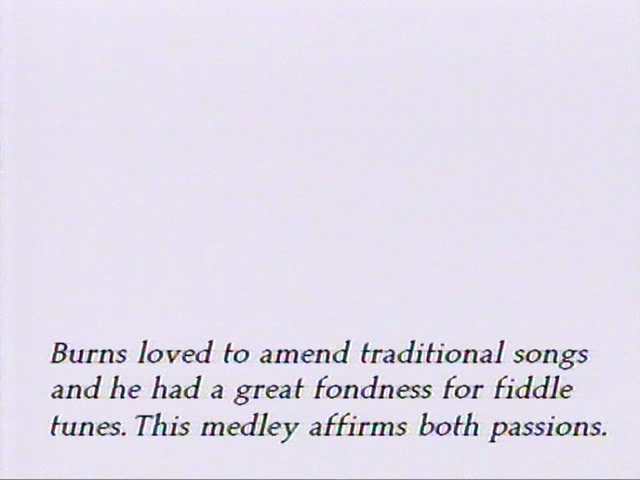 Burns loved to amend traditional songs
and he had a great fondness for fiddle
tunes. This medley affirms both passions.